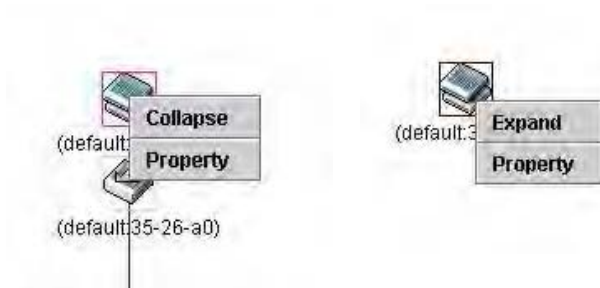 Collapse
Expand
(default:
(default:3
Property
Property
(default:35-26-a0)